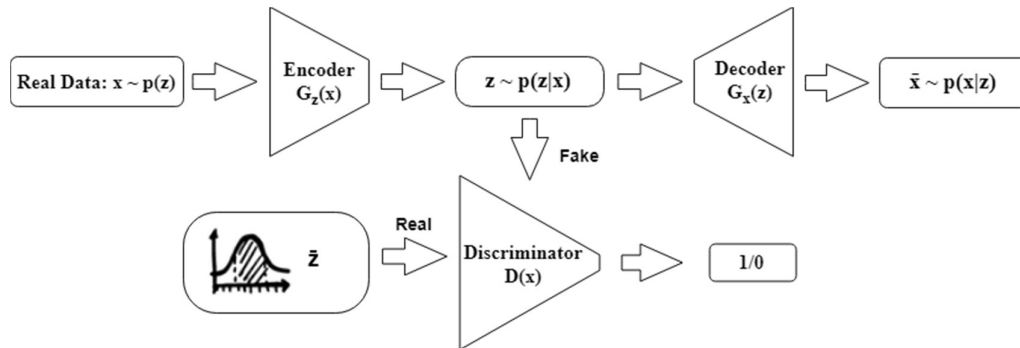 Real Data: x ~ p(z)
Encoder
G_z(x)
z ~ p(z|x)
Decoder
G_x(z)
x̄ ~ p(x|z)
Fake
z̄
Real
Discriminator
D(x)
1/0